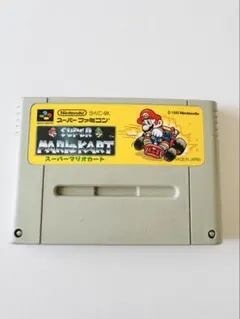 Nintendo SHVC-MK
スーパーファミコン
© 1992 Nintendo
SUPER
MARIO KART
スーパーマリオカート
MADE IN JAPAN